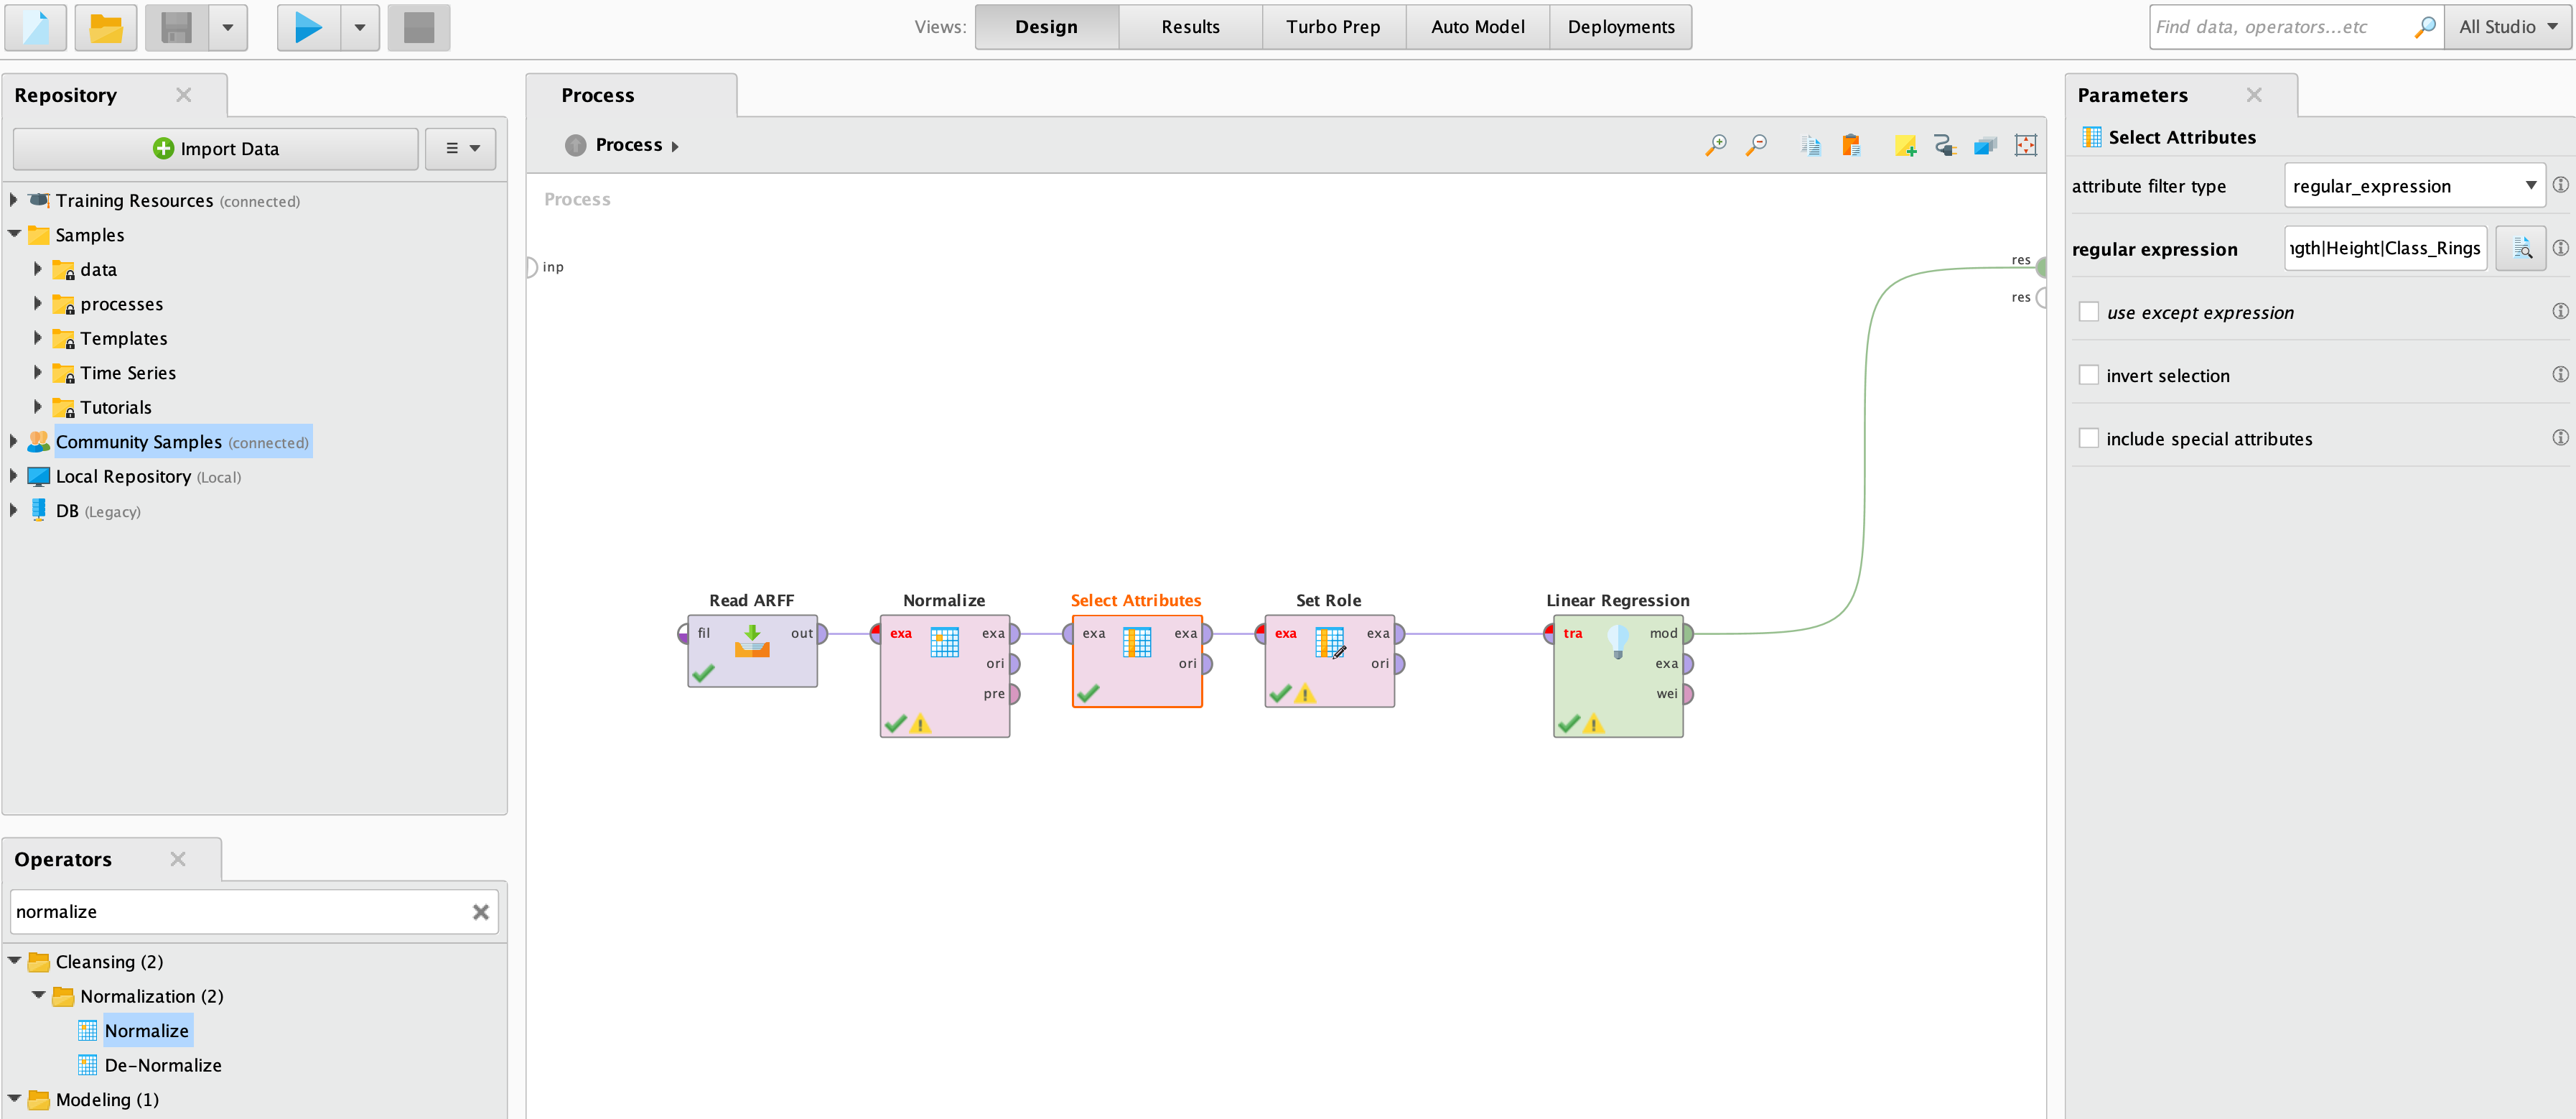 Views: Design Results Turbo Prep Auto Model Deployments
Find data, operators...etc
All Studio
Repository
Import Data
Training Resources (connected)
Samples
data
processes
Templates
Time Series
Tutorials
Community Samples (connected)
Local Repository (Local)
DB (Legacy)
Operators
normalize
Cleansing (2)
Normalization (2)
Normalize
De-Normalize
Modeling (1)
Process
Process
Process
inp
res
res
Read ARFF
fil out
Normalize
exa exa
ori
pre
Select Attributes
exa exa
ori
Set Role
exa exa
ori
Linear Regression
tra mod
exa
wei
Parameters
Select Attributes
attribute filter type regular_expression
regular expression ngth|Height|Class_Rings
use except expression
invert selection
include special attributes